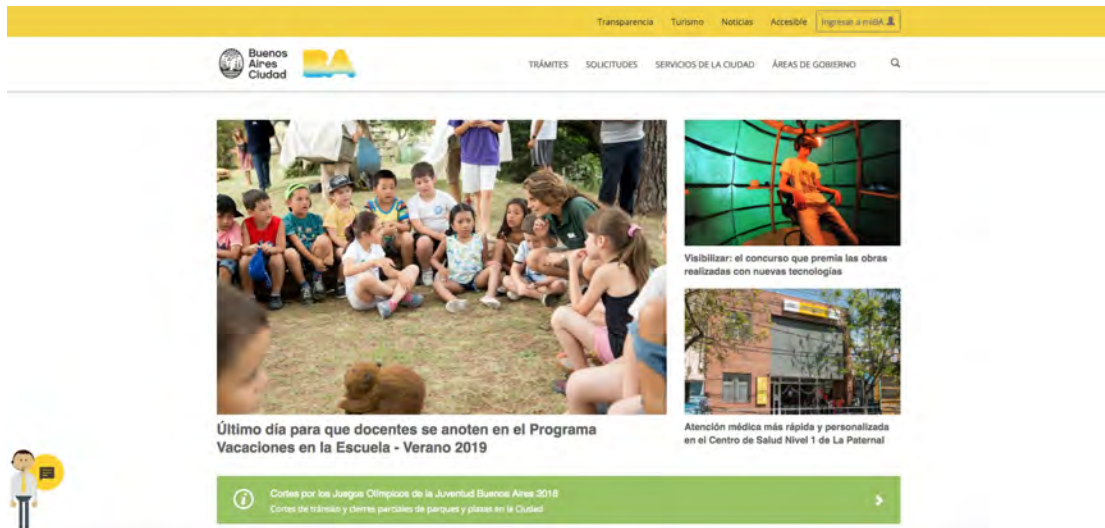 Transparencia Turismo Noticias Accesible Ingresar a miBA
Buenos
Aires
Ciudad
BA
TRÁMITES SOLICITUDES SERVICIOS DE LA CIUDAD ÁREAS DE GOBIERNO
Visibilizar: el concurso que premia las obras
realizadas con nuevas tecnologías
Último día para que docentes se anoten en el Programa
Vacaciones en la Escuela - Verano 2019
Atención médica más rápida y personalizada
en el Centro de Salud Nivel 1 de La Paternal
Cortes por los Juegos Olímpicos de la Juventud Buenos Aires 2018
Cortes de tránsito y cierres parciales de parques y plazas en la Ciudad